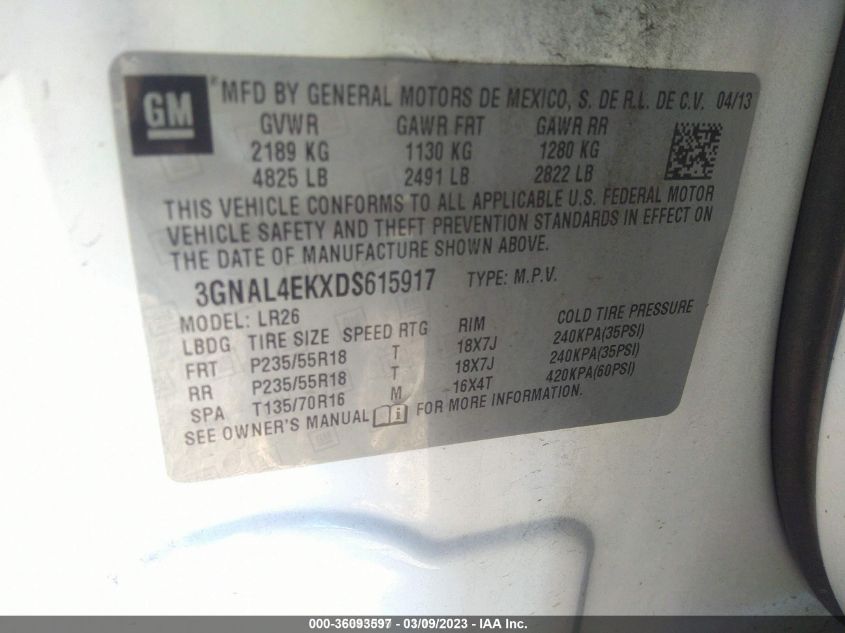 GM
MFD BY GENERAL MOTORS DE MEXICO, S. DE R.L. DE C.V. 04/13
GVWR GAWR FRT GAWR RR
2189 KG 1130 KG 1280 KG
4825 LB 2491 LB 2822 LB
THIS VEHICLE CONFORMS TO ALL APPLICABLE U.S. FEDERAL MOTOR
VEHICLE SAFETY AND THEFT PREVENTION STANDARDS IN EFFECT ON
THE DATE OF MANUFACTURE SHOWN ABOVE.
3GNAL4EKXDS615917 TYPE: M.P.V.
MODEL: LR26
LBDG TIRE SIZE SPEED RTG RIM COLD TIRE PRESSURE
FRT P235/55R18 T 18X7J 240KPA(35PSI)
RR P235/55R18 T 18X7J 240KPA(35PSI)
SPA T135/70R16 M 16X4T 420KPA(60PSI)
SEE OWNER'S MANUAL i FOR MORE INFORMATION.
000-36093597 - 03/09/2023 - IAA Inc.